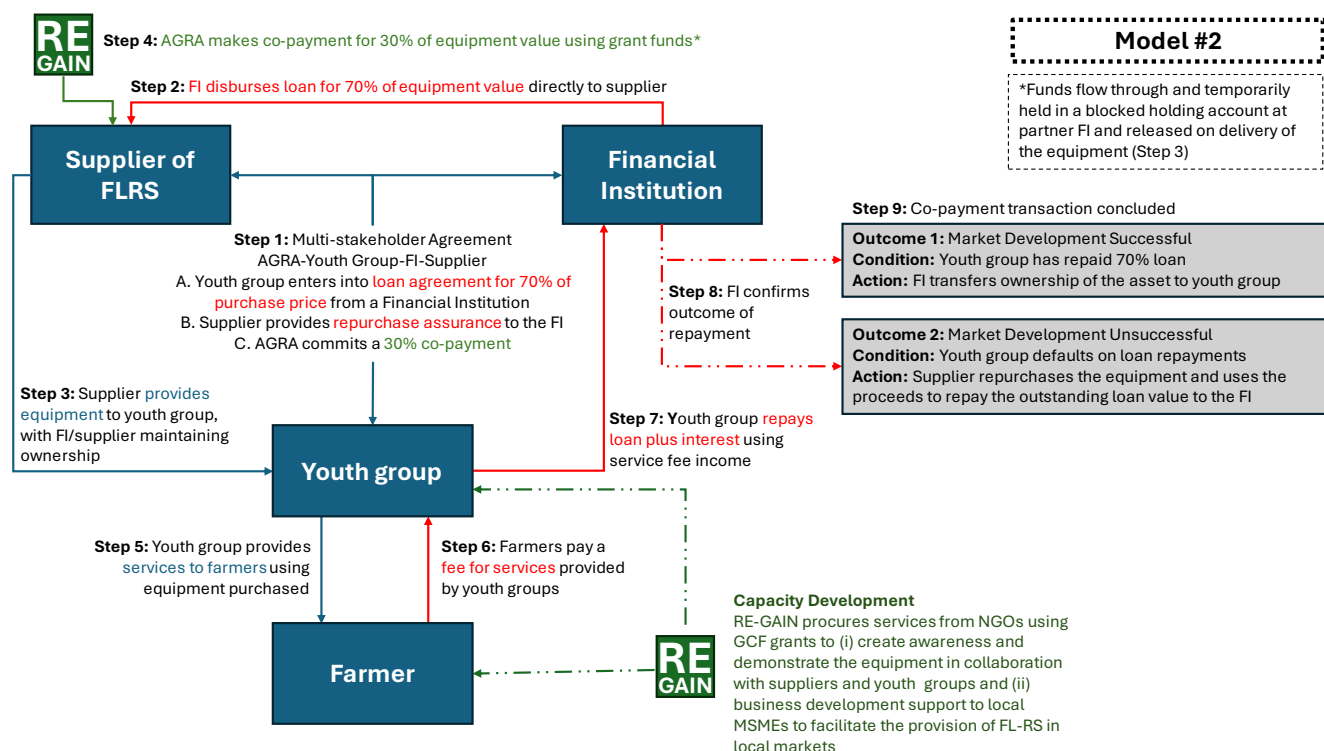 RE
GAIN
Step 4: AGRA makes co-payment for 30% of equipment value using grant funds*
Model #2
Step 2: FI disburses loan for 70% of equipment value directly to supplier
*Funds flow through and temporarily
held in a blocked holding account at
partner FI and released on delivery of
the equipment (Step 3)
Supplier of
FLRS
Financial
Institution
Step 1: Multi-stakeholder Agreement
AGRA-Youth Group-FI-Supplier
A. Youth group enters into loan agreement for 70% of
purchase price from a Financial Institution
B. Supplier provides repurchase assurance to the FI
C. AGRA commits a 30% co-payment
Step 9: Co-payment transaction concluded
Outcome 1: Market Development Successful
Condition: Youth group has repaid 70% loan
Action: FI transfers ownership of the asset to youth group
Step 8: FI confirms
outcome of
repayment
Outcome 2: Market Development Unsuccessful
Condition: Youth group defaults on loan repayments
Action: Supplier repurchases the equipment and uses the
proceeds to repay the outstanding loan value to the FI
Step 3: Supplier provides
equipment to youth group,
with FI/supplier maintaining
ownership
Youth group
Step 7: Youth group repays
loan plus interest using
service fee income
Step 5: Youth group provides
services to farmers using
equipment purchased
Step 6: Farmers pay a
fee for services provided
by youth groups
Farmer
RE
GAIN
Capacity Development
RE-GAIN procures services from NGOs using
GCF grants to (i) create awareness and
demonstrate the equipment in collaboration
with suppliers and youth groups and (ii)
business development support to local
MSMEs to facilitate the provision of FL-RS in
local markets